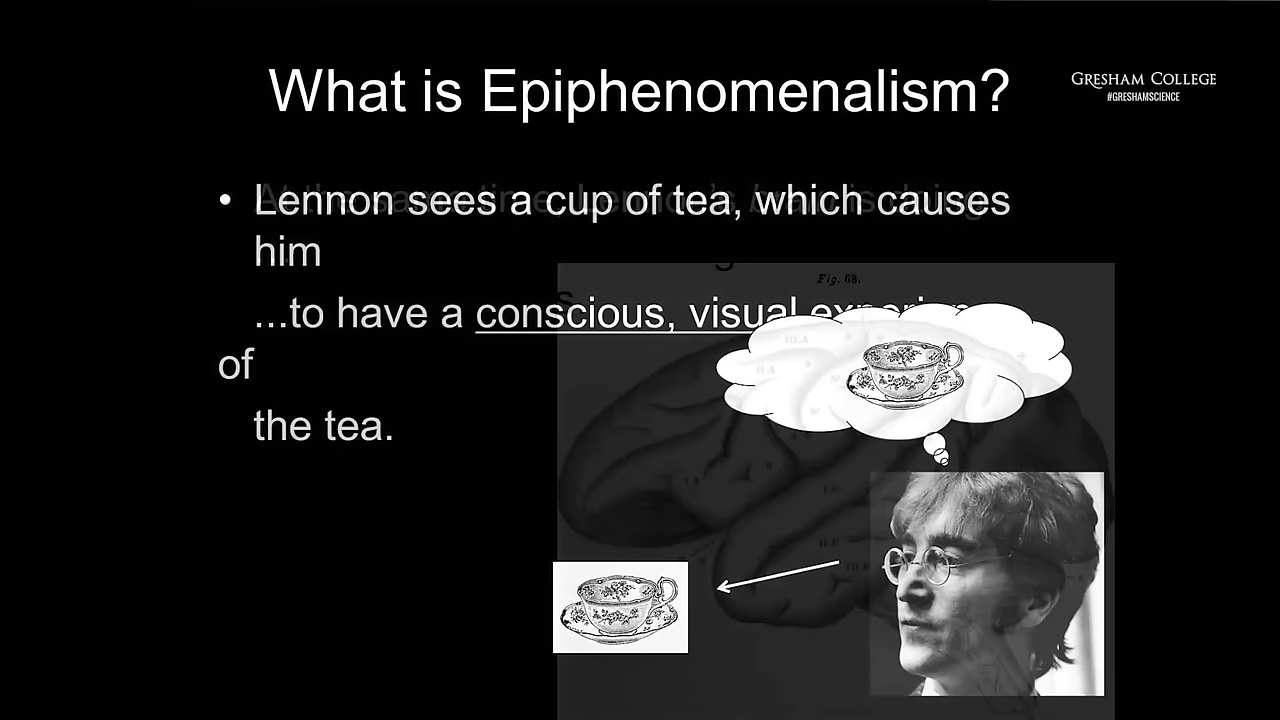 What is Epiphenomenalism?
GRESHAM COLLEGE
#GRESHAMSCIENCE
• Lennon sees a cup of tea, which causes
him
...to have a conscious, visual
of
the tea.
Fig. 68.